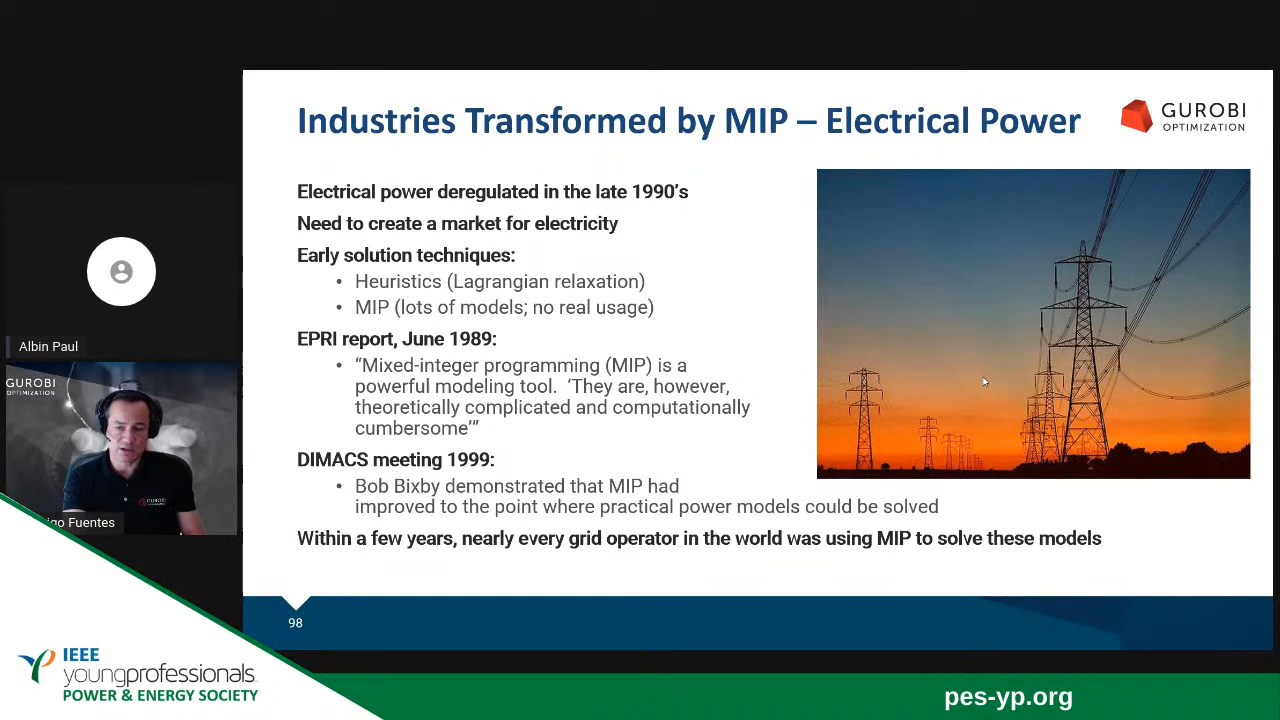 Industries Transformed by MIP – Electrical Power
GUROBI
OPTIMIZATION
Electrical power deregulated in the late 1990’s
Need to create a market for electricity
Early solution techniques:
• Heuristics (Lagrangian relaxation)
• MIP (lots of models; no real usage)
EPRI report, June 1989:
• “Mixed-integer programming (MIP) is a
powerful modeling tool.  ‘They are, however,
theoretically complicated and computationally
cumbersome’”
DIMACS meeting 1999:
• Bob Bixby demonstrated that MIP had
improved to the point where practical power models could be solved
Within a few years, nearly every grid operator in the world was using MIP to solve these models
98
Albin Paul
GUROBI
OPTIMIZATION
GUROBI
Fuentes
IEEE
youngprofessionals
POWER & ENERGY SOCIETY
pes-yp.org